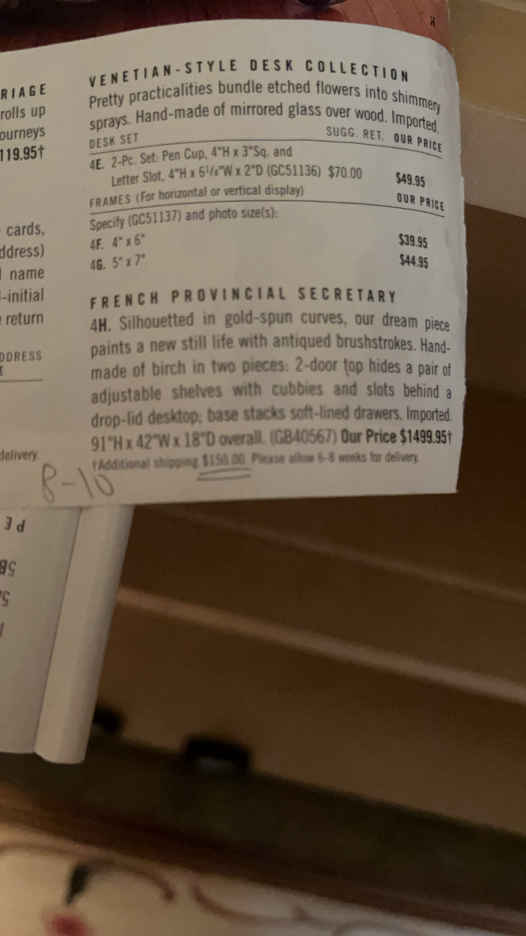 RIAGE
rolls up
ourneys
119.95†
cards,
ddress)
name
-initial
return
DDRESS
delivery.
VENETIAN-STYLE DESK COLLECTION
Pretty practicalities bundle etched flowers into shimmery
sprays. Hand-made of mirrored glass over wood. Imported.
DESK SET SUGG. RET. OUR PRICE
4E. 2-Pc. Set: Pen Cup, 4"H x 3"Sq. and
Letter Slot, 4"H x 6½"W x 2"D (GC51136) $70.00 $49.95
FRAMES (For horizontal or vertical display) OUR PRICE
Specify (GC51137) and photo size(s):
4F. 4" x 6" $39.95
4G. 5" x 7" $44.95
FRENCH PROVINCIAL SECRETARY
4H. Silhouetted in gold-spun curves, our dream piece
paints a new still life with antiqued brushstrokes. Hand-
made of birch in two pieces: 2-door top hides a pair of
adjustable shelves with cubbies and slots behind a
drop-lid desktop; base stacks soft-lined drawers. Imported.
91"H x 42"W x 18"D overall. (GB40567) Our Price $1499.95†
†Additional shipping $150.00. Please allow 6-8 weeks for delivery.
8-10
PE
5B